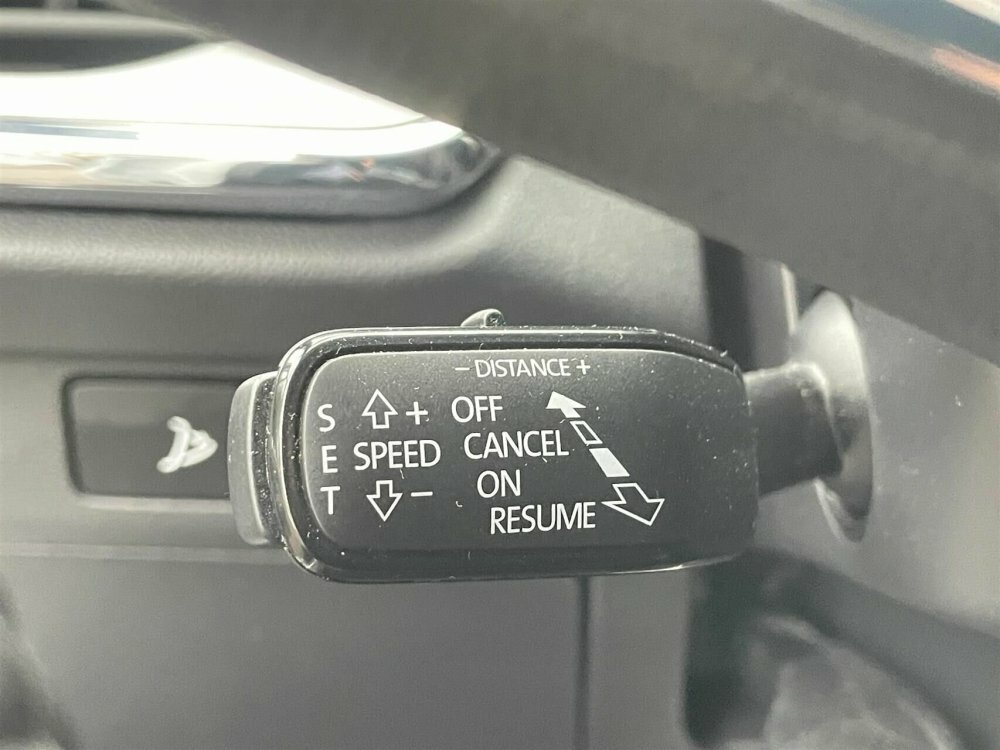 – DISTANCE +
S + OFF
E SPEED CANCEL
T – ON
RESUME